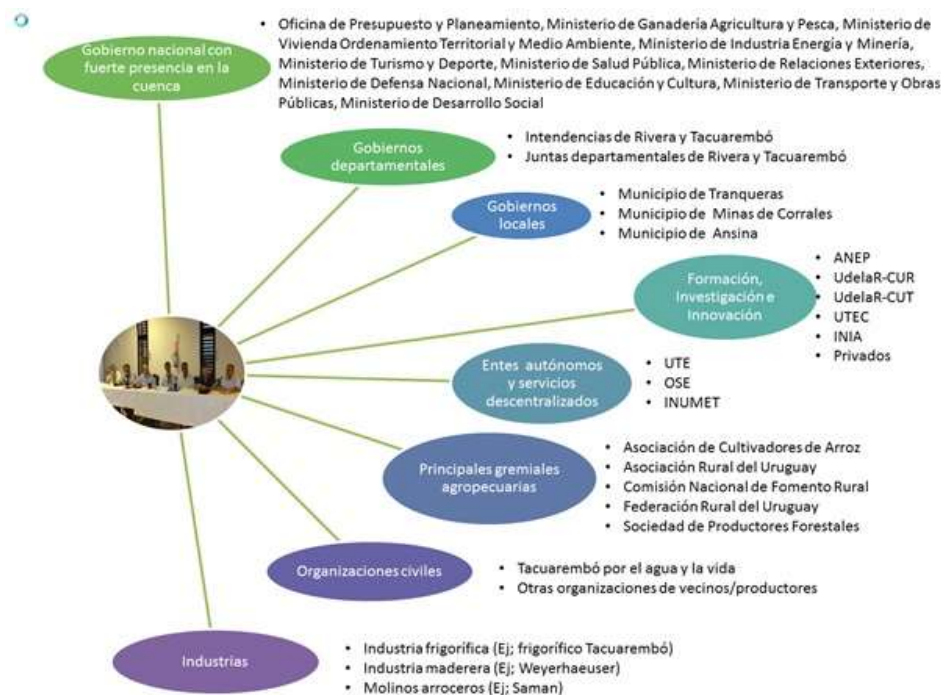 Gobierno nacional con
fuerte presencia en la
cuenca
• Oficina de Presupuesto y Planeamiento, Ministerio de Ganadería Agricultura y Pesca, Ministerio de
Vivienda Ordenamiento Territorial y Medio Ambiente, Ministerio de Industria Energía y Minería,
Ministerio de Turismo y Deporte, Ministerio de Salud Pública, Ministerio de Relaciones Exteriores,
Ministerio de Defensa Nacional, Ministerio de Educación y Cultura, Ministerio de Transporte y Obras
Públicas, Ministerio de Desarrollo Social
Gobiernos
departamentales
• Intendencias de Rivera y Tacuarembó
• Juntas departamentales de Rivera y Tacuarembó
Gobiernos
locales
• Municipio de Tranqueras
• Municipio de Minas de Corrales
• Municipio de Ansina
Formación,
Investigación e
Innovación
• ANEP
• UdelaR-CUR
• UdelaR-CUT
• UTEC
• INIA
• Privados
Entes autónomos
y servicios
descentralizados
• UTE
• OSE
• INUMET
Principales gremiales
agropecuarias
• Asociación de Cultivadores de Arroz
• Asociación Rural del Uruguay
• Comisión Nacional de Fomento Rural
• Federación Rural del Uruguay
• Sociedad de Productores Forestales
Organizaciones civiles
• Tacuarembó por el agua y la vida
• Otras organizaciones de vecinos/productores
Industrias
• Industria frigorífica (Ej; frigorífico Tacuarembó)
• Industria maderera (Ej; Weyerhaeuser)
• Molinos arroceros (Ej; Saman)